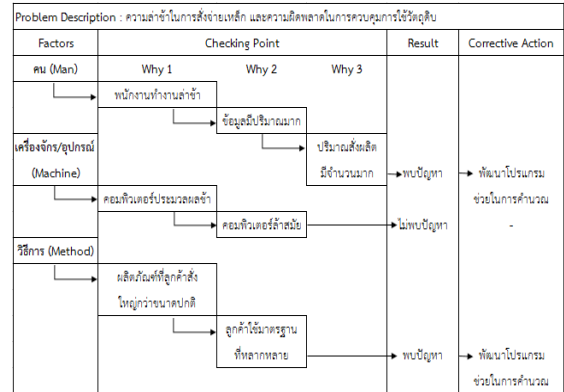 Problem Description : ความล่าช้าในการสั่งจ่ายเหล็ก และความผิดพลาดในการควบคุมการใช้วัตถุดิบ
Factors Checking Point Result Corrective Action
คน (Man) Why 1 Why 2 Why 3
พนักงานทำงานล่าช้า
ข้อมูลมีปริมาณมาก
เครื่องจักร/อุปกรณ์ ปริมาณสั่งผลิต
(Machine) มีจำนวนมาก พบปัญหา พัฒนาโปรแกรม
คอมพิวเตอร์ประมวลผลช้า ช่วยในการคำนวณ
คอมพิวเตอร์ล้าสมัย ไม่พบปัญหา -
วิธีการ (Method)
ผลิตภัณฑ์ที่ลูกค้าสั่ง
ใหญ่กว่าขนาดปกติ
ลูกค้าใช้มาตรฐาน
ที่หลากหลาย พบปัญหา พัฒนาโปรแกรม
ช่วยในการคำนวณ